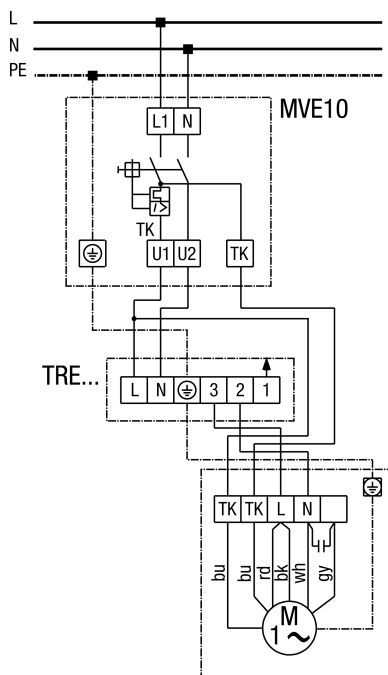 L
N
PE
MVE10
L1 N
I>
TK
U1 U2 TK
TRE...
L N 3 2 1
TK TK L N
bu bu rd bk wh gy
M
1 ~